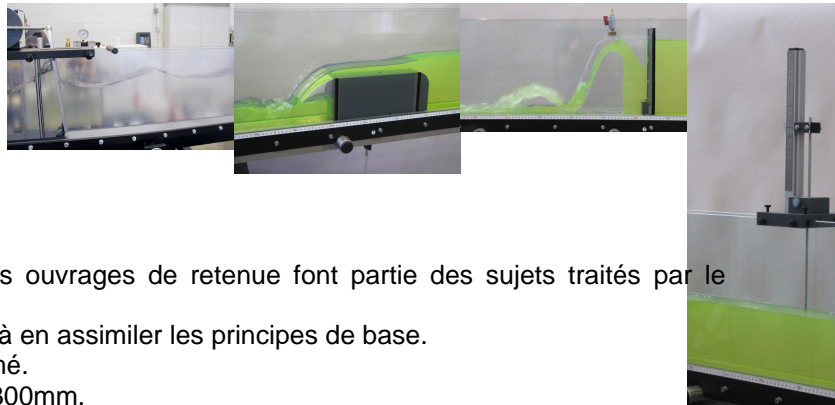 s ouvrages de retenue font partie des sujets traités par le
à en assimiler les principes de base.
né.
300mm.